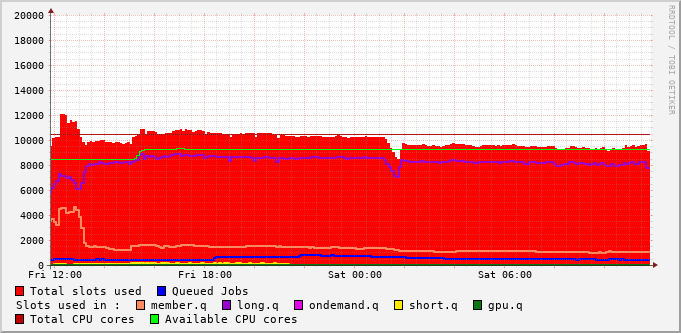 20000
18000
16000
14000
12000
10000
8000
6000
4000
2000
0
Fri 12:00 Fri 18:00 Sat 00:00 Sat 06:00
Total slots used Queued Jobs
Slots used in : member.q long.q ondemand.q short.q gpu.q
Total CPU cores Available CPU cores
RRDTOOL / TOBI OETIKER